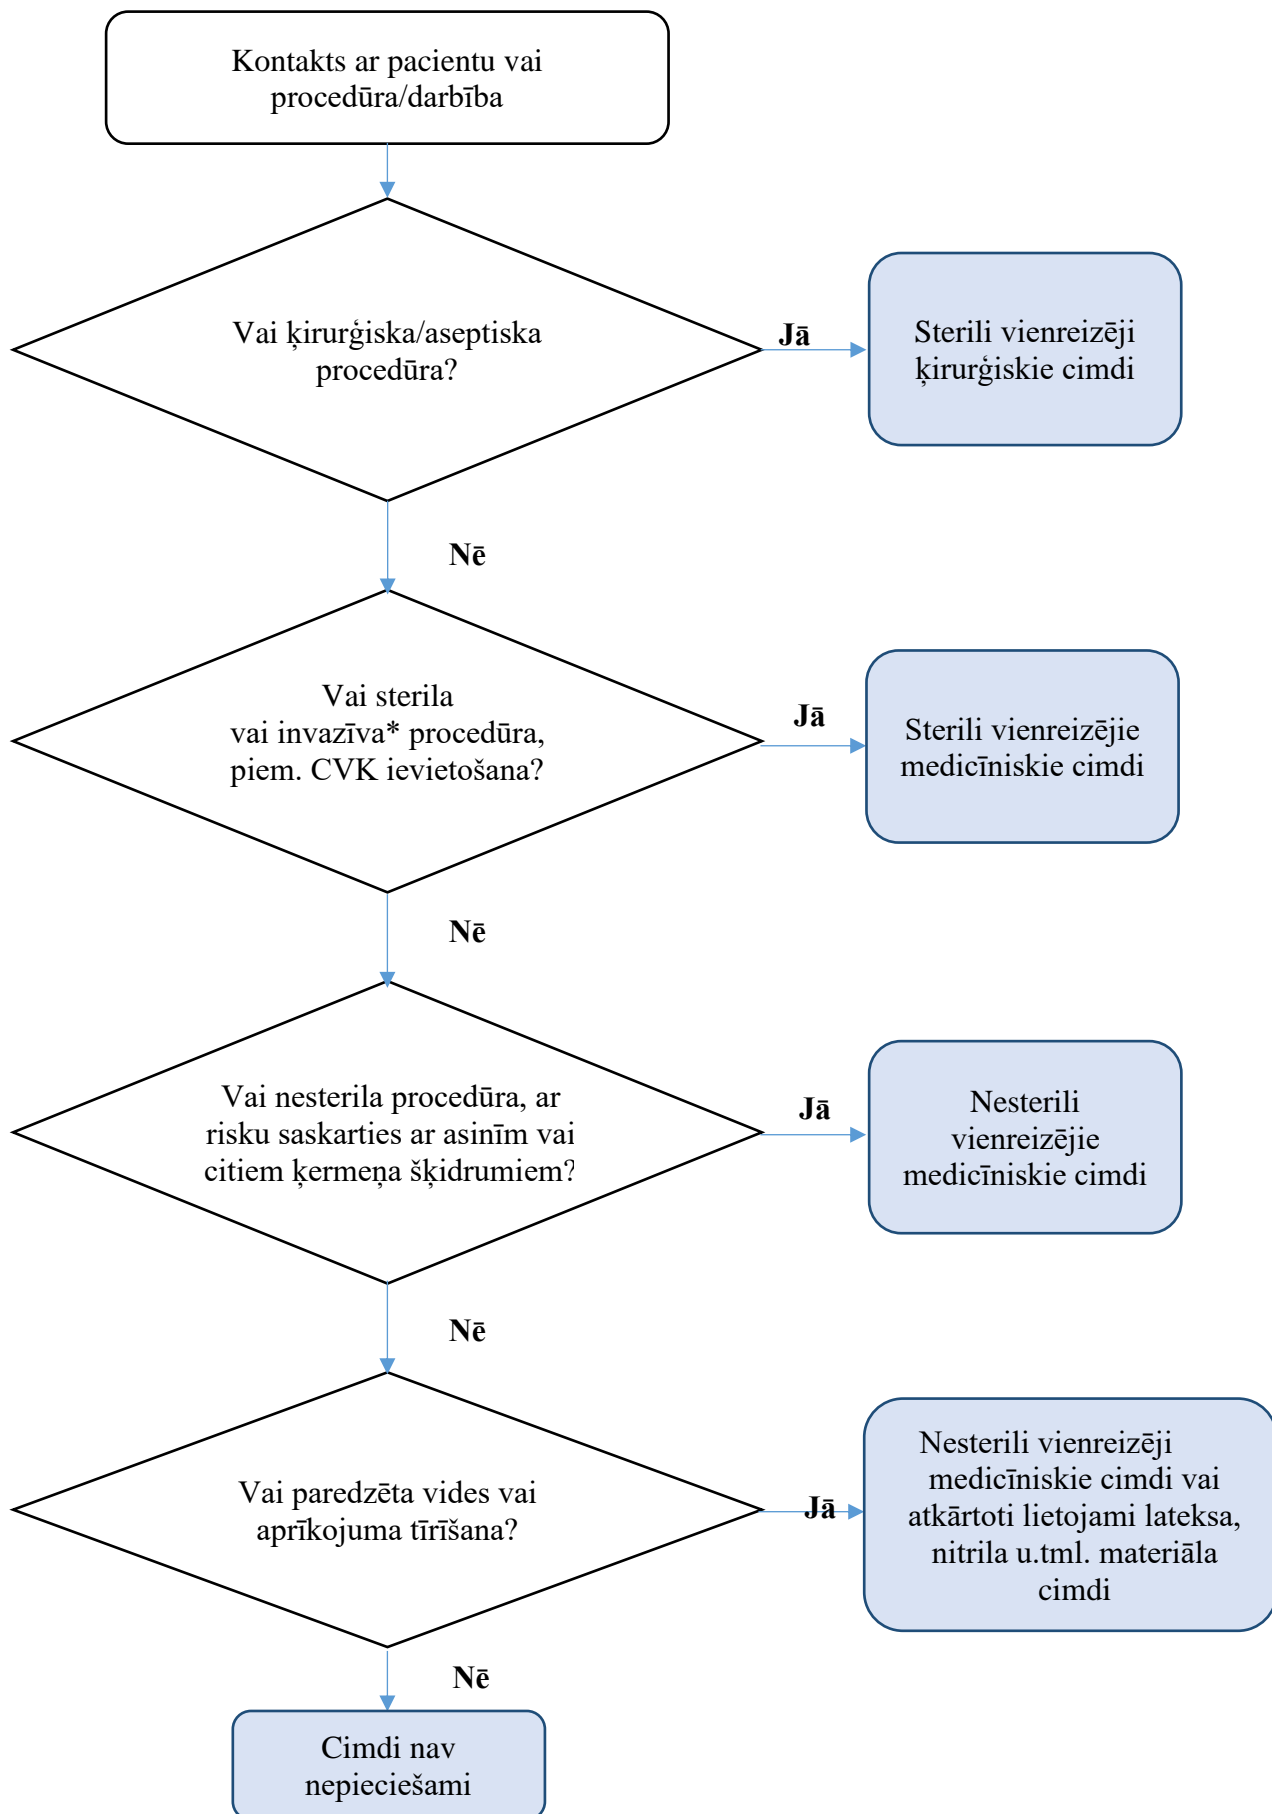 Kontakts ar pacientu vai
procedūra/darbība
Vai ķirurģiska/aseptiska
procedūra?
Jā
Sterili vienreizēji
ķirurģiskie cimdi
Nē
Vai sterila
vai invazīva* procedūra,
piem. CVK ievietošana?
Jā
Sterili vienreizējie
medicīniskie cimdi
Nē
Vai nesterila procedūra, ar
risku saskarties ar asinīm vai
citiem ķermeņa šķidrumiem?
Jā
Nesterili
vienreizējie
medicīniskie cimdi
Nē
Vai paredzēta vides vai
aprīkojuma tīrīšana?
Jā
Nesterili vienreizēji
medicīniskie cimdi vai
atkārtoti lietojami lateksa,
nitrila u.tml. materiāla
cimdi
Nē
Cimdi nav
nepieciešami